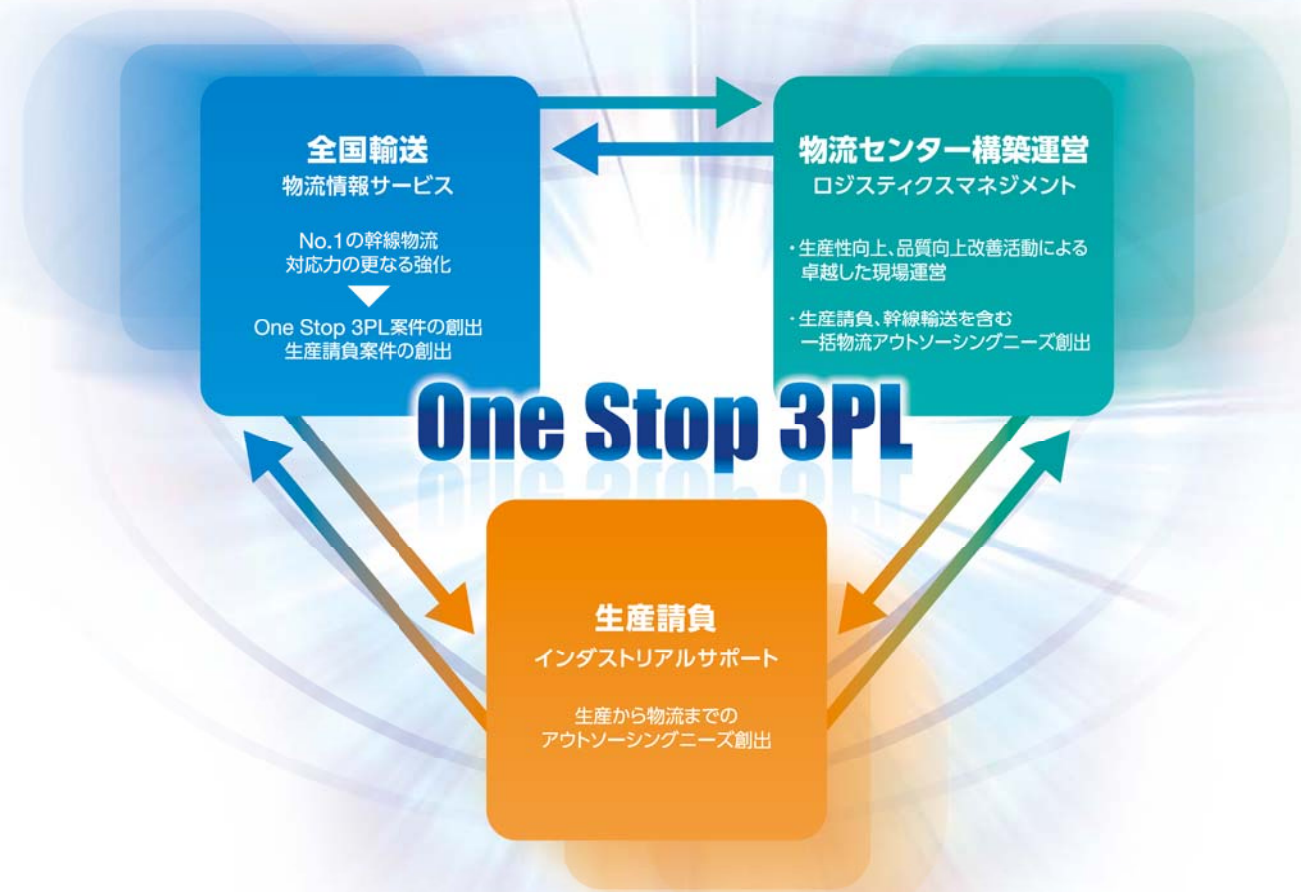 全国輸送
物流情報サービス
No.1の幹線物流
対応力の更なる強化
One Stop 3PL案件の創出
生産請負案件の創出
物流センター構築運営
ロジスティクスマネジメント
・生産性向上、品質向上改善活動による
卓越した現場運営
・生産請負、幹線輸送を含む
一括物流アウトソーシングニーズ創出
One Stop 3PL
生産請負
インダストリアルサポート
生産から物流までの
アウトソーシングニーズ創出